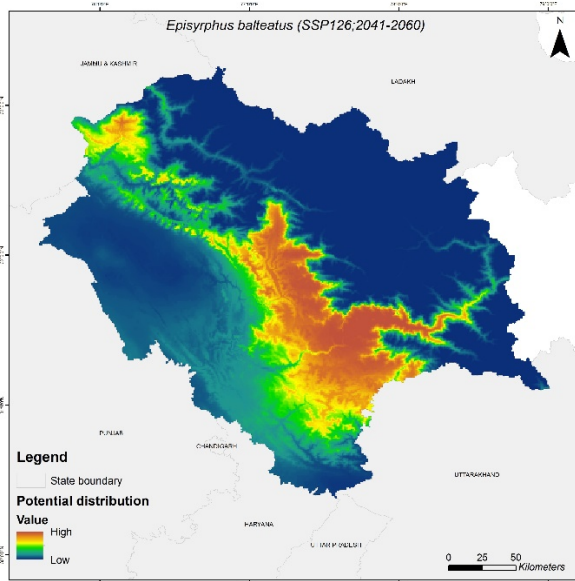 Episyrphus balteatus (SSP126;2041-2060)
N
JAMMU & KASHMIR
LADAKH
PUNJAB
CHANDIGARH
UTTARAKHAND
HARYANA
UTTAR PRADESH
Legend
State boundary
Potential distribution
Value
High
Low
0 25 50
Kilometers